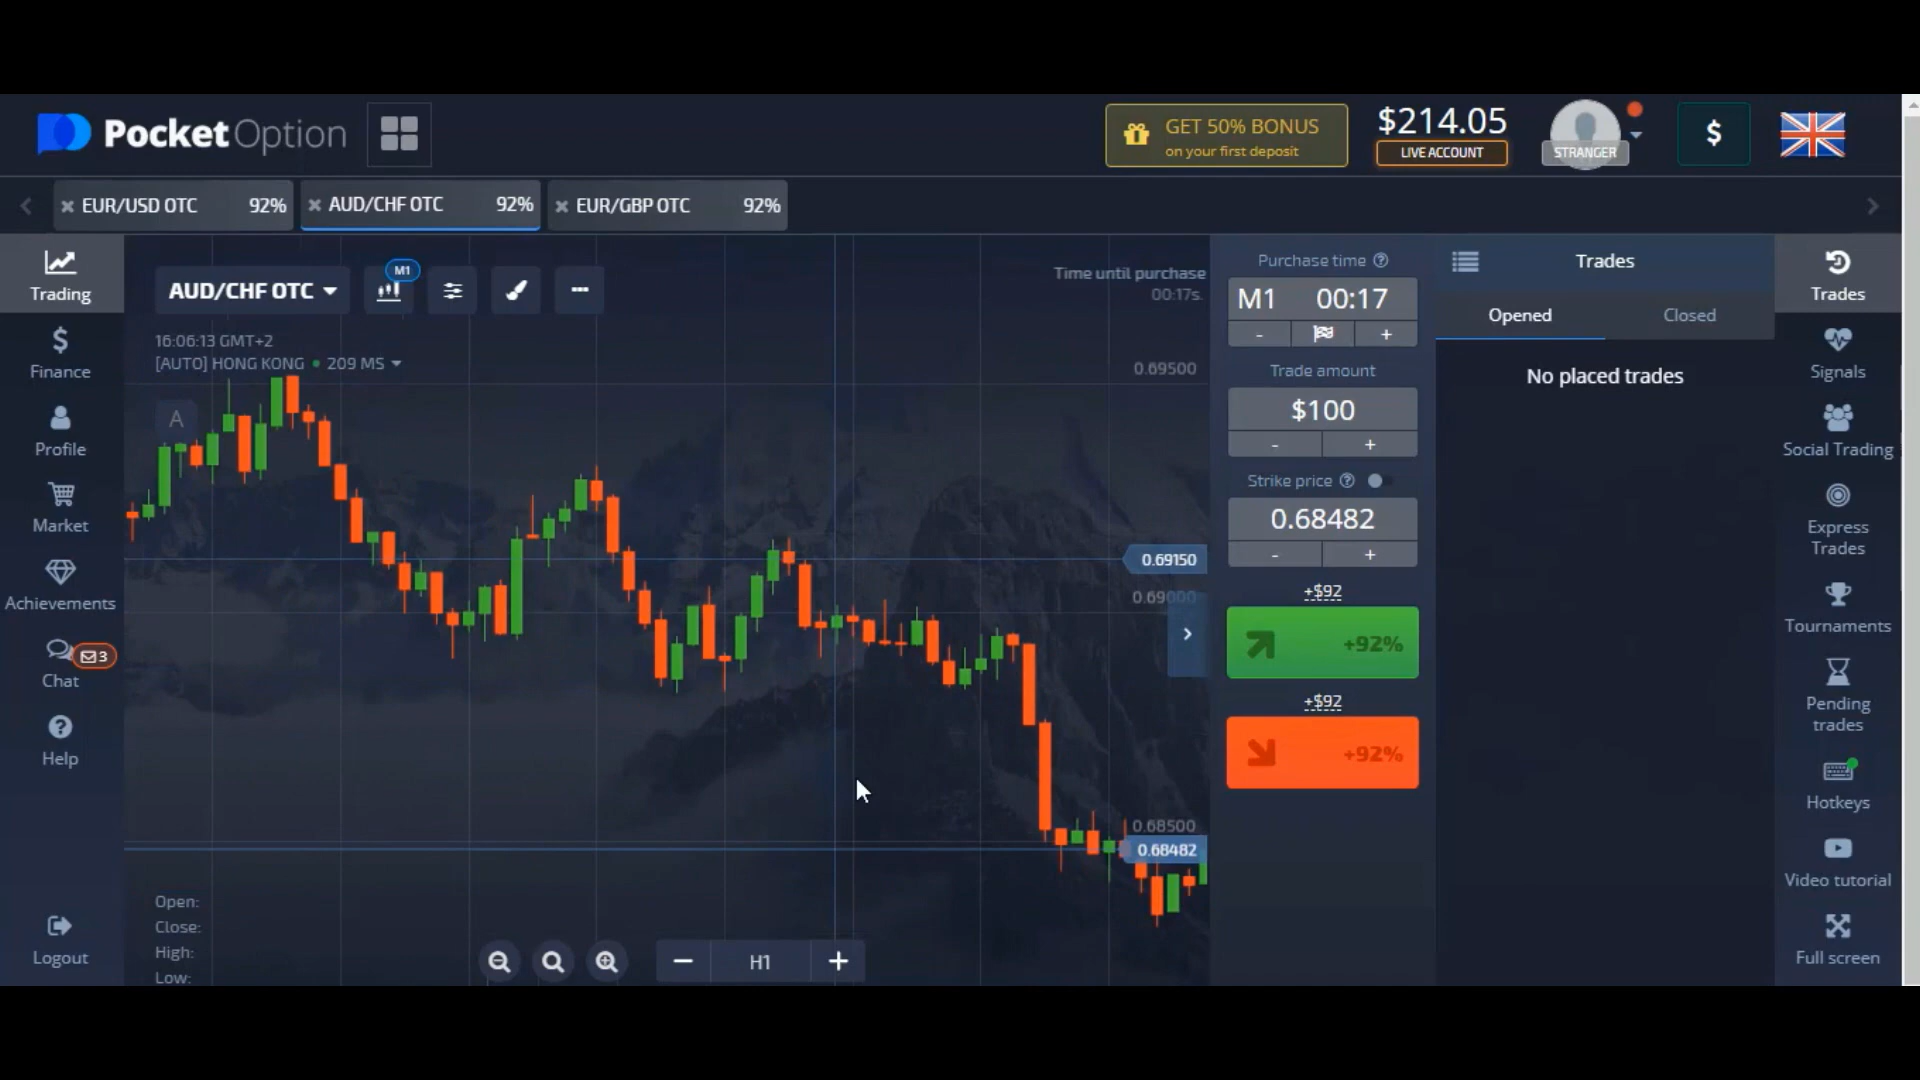 PocketOption
GET 50% BONUS
on your first deposit
$214.05
LIVE ACCOUNT
STRANGER
$
EUR/USD OTC 92%
AUD/CHF OTC 92%
EUR/GBP OTC 92%
Trading
Finance
Profile
Market
Achievements
Chat
3
Help
Logout
AUD/CHF OTC
M1
16:06:13 GMT+2
[AUTO] HONG KONG • 209 MS
A
Time until purchase
00:17s.
0.69500
0.69150
0.69000
0.68500
0.68482
Open:
Close:
High:
Low:
H1
Purchase time
M1 00:17
- +
Trade amount
$100
- +
Strike price
0.68482
- +
+$92
+92%
+$92
+92%
Trades
Opened
Closed
No placed trades
Trades
Signals
Social Trading
Express
Trades
Tournaments
Pending
trades
Hotkeys
Video tutorial
Full screen